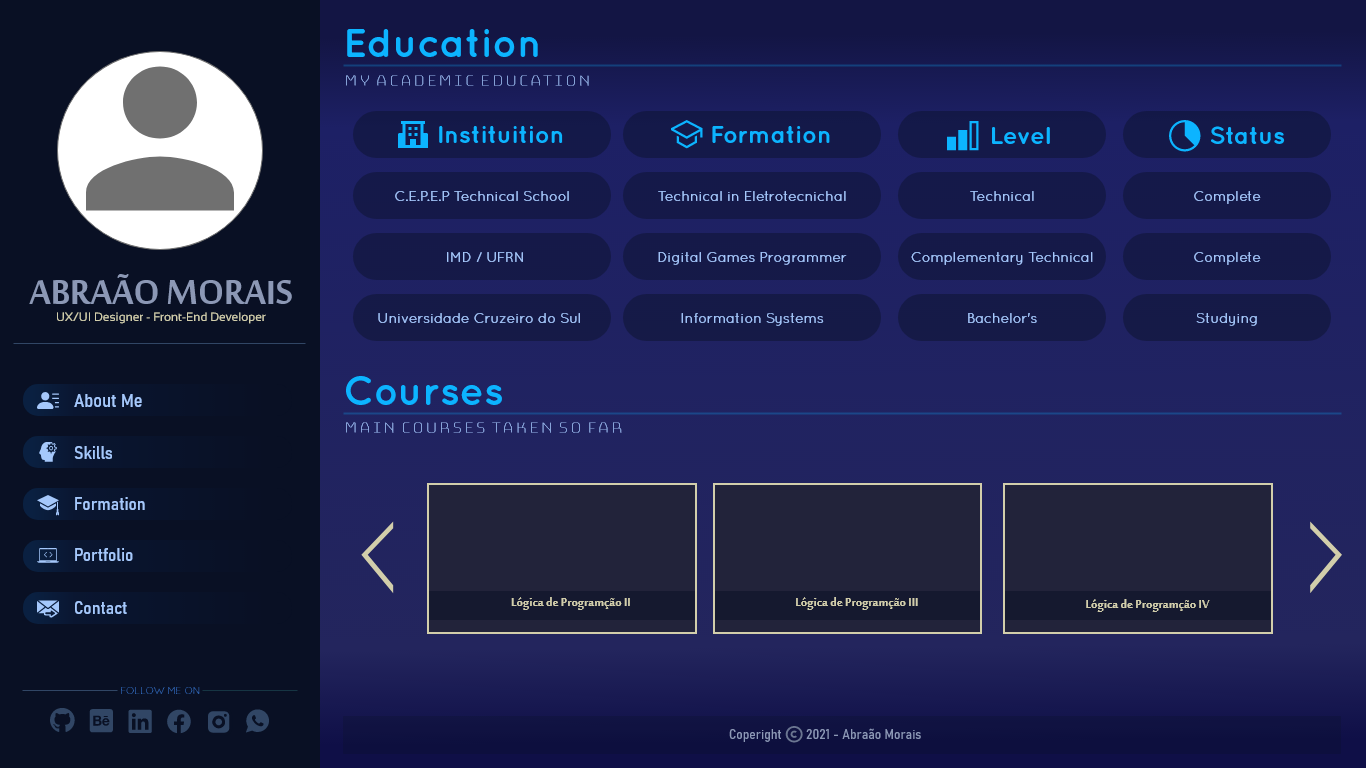 ABRAÃO MORAIS
UX/UI Designer - Front-End Developer
About Me
Skills
Formation
Portfolio
Contact
FOLLOW ME ON
Bē
in
Education
MY ACADEMIC EDUCATION
Instituition Formation Level Status
C.E.P.E.P Technical School Technical in Eletrotecnichal Technical Complete
IMD / UFRN Digital Games Programmer Complementary Technical Complete
Universidade Cruzeiro do Sul Information Systems Bachelor's Studying
Courses
MAIN COURSES TAKEN SO FAR
Lógica de Programção II Lógica de Programção III Lógica de Programção IV
Coperight © 2021 - Abraão Morais